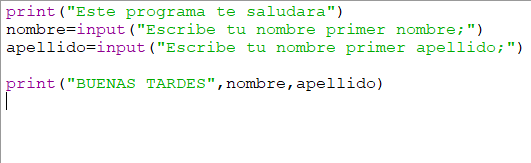 print("Este programa te saludara")
nombre=input("Escribe tu nombre primer nombre;")
apellido=input("Escribe tu nombre primer apellido;")
print("BUENAS TARDES",nombre,apellido)